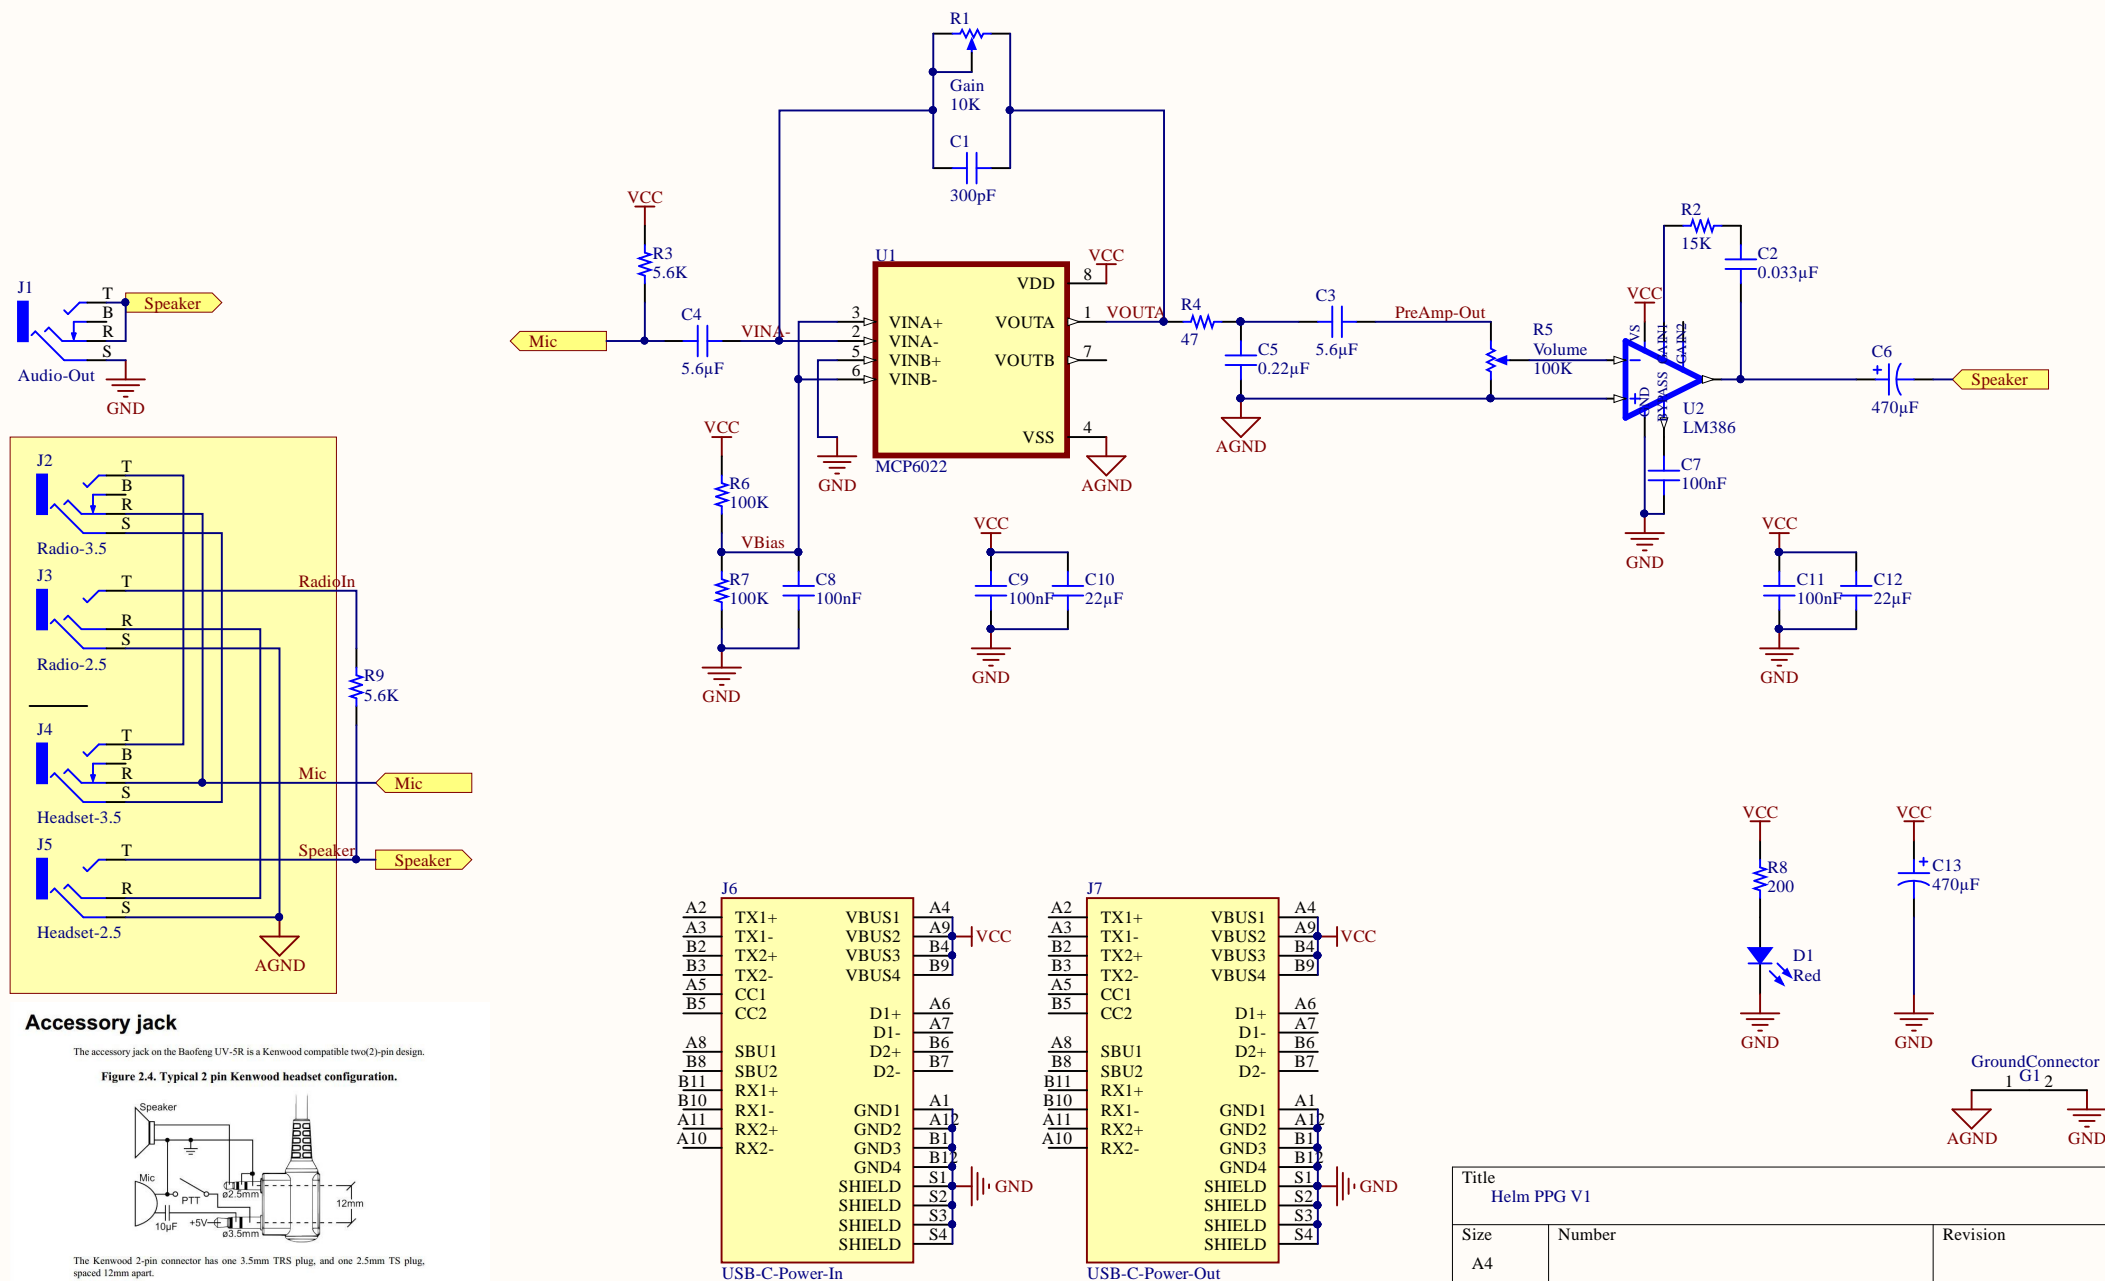 R1
Gain
10K
C1
300pF
VCC
R3
5.6K
Mic
C4
5.6µF
VINA-
U1
3 VINA+
2 VINA-
5 VINB+
6 VINB-
VDD 8
VCC
VOUTA 1
VOUTB 7
VSS 4
AGND
MCP6022
GND
VOUTA
R4
47
C5
0.22µF
AGND
C3
5.6µF
PreAmp-Out
R5
Volume
100K
VCC
VS
GAIN1
GAIN2
GND
BYPASS
U2
LM386
R2
15K
C2
0.033µF
C6
470µF
Speaker
C7
100nF
GND
J1
T
B
R
S
Speaker
Audio-Out
GND
J2
T
B
R
S
Radio-3.5
J3
T
R
S
Radio-2.5
RadioIn
R9
5.6K
J4
T
B
R
S
Headset-3.5
Mic
Mic
J5
T
R
S
Headset-2.5
Speaker
Speaker
AGND
VCC
R6
100K
VBias
R7
100K
C8
100nF
GND
VCC
C9
100nF
C10
22µF
GND
VCC
C11
100nF
C12
22µF
GND
J6
A2 TX1+
A3 TX1-
B2 TX2+
B3 TX2-
A5 CC1
B5 CC2
A8 SBU1
B8 SBU2
B11 RX1+
B10 RX1-
A11 RX2+
A10 RX2-
VBUS1 A4
VBUS2 A9
VBUS3 B4
VBUS4 B9
VCC
D1+ A6
D1- A7
D2+ B6
D2- B7
GND1 A1
GND2 A12
GND3 B1
GND4 B12
SHIELD S1
SHIELD S2
SHIELD S3
SHIELD S4
GND
USB-C-Power-In
J7
A2 TX1+
A3 TX1-
B2 TX2+
B3 TX2-
A5 CC1
B5 CC2
A8 SBU1
B8 SBU2
B11 RX1+
B10 RX1-
A11 RX2+
A10 RX2-
VBUS1 A4
VBUS2 A9
VBUS3 B4
VBUS4 B9
VCC
D1+ A6
D1- A7
D2+ B6
D2- B7
GND1 A1
GND2 A12
GND3 B1
GND4 B12
SHIELD S1
SHIELD S2
SHIELD S3
SHIELD S4
GND
USB-C-Power-Out
VCC
R8
200
D1
Red
GND
VCC
+
C13
470µF
GND
GroundConnector
1 G1 2
AGND
GND
Accessory jack
The accessory jack on the Baofeng UV-5R is a Kenwood compatible two(2)-pin design.
Figure 2.4. Typical 2 pin Kenwood headset configuration.
Speaker
Mic
PTT
ø2.5mm
12mm
10µF
+5V
ø3.5mm
The Kenwood 2-pin connector has one 3.5mm TRS plug, and one 2.5mm TS plug,
spaced 12mm apart.
Title
Helm PPG V1
Size
A4
Number
Revision